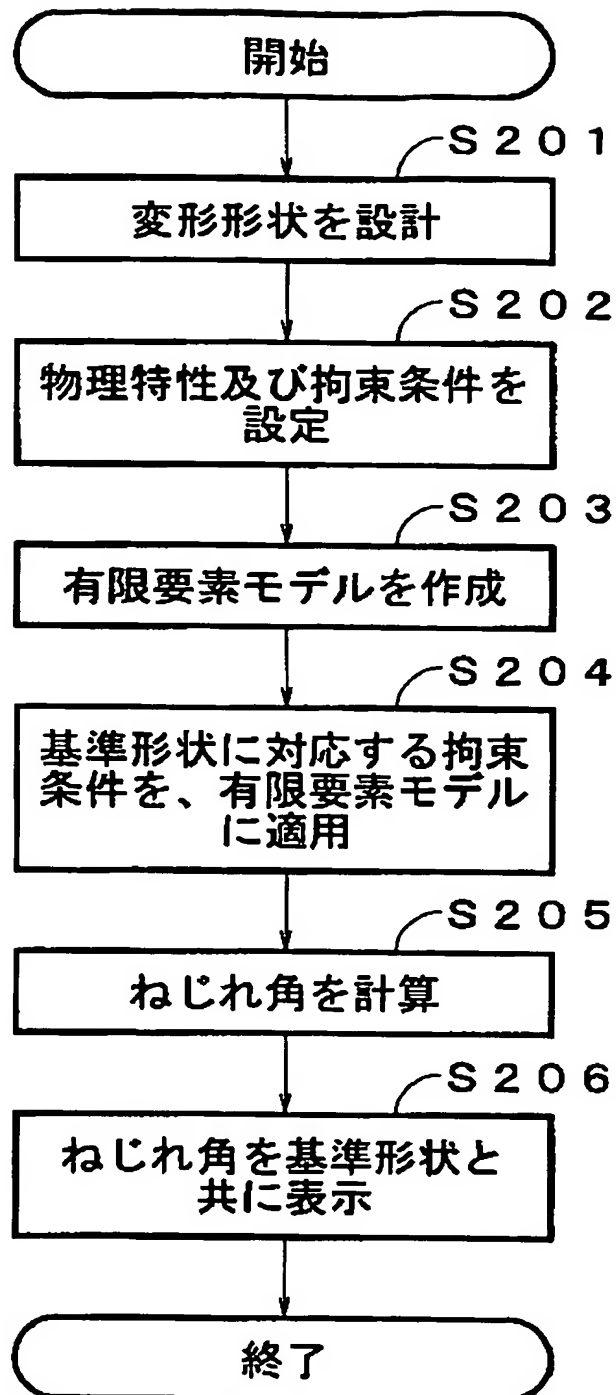 開始
S201
変形形状を設計
S202
物理特性及び拘束条件を
設定
S203
有限要素モデルを作成
S204
基準形状に対応する拘束
条件を、有限要素モデル
に適用
S205
ねじれ角を計算
S206
ねじれ角を基準形状と
共に表示
終了